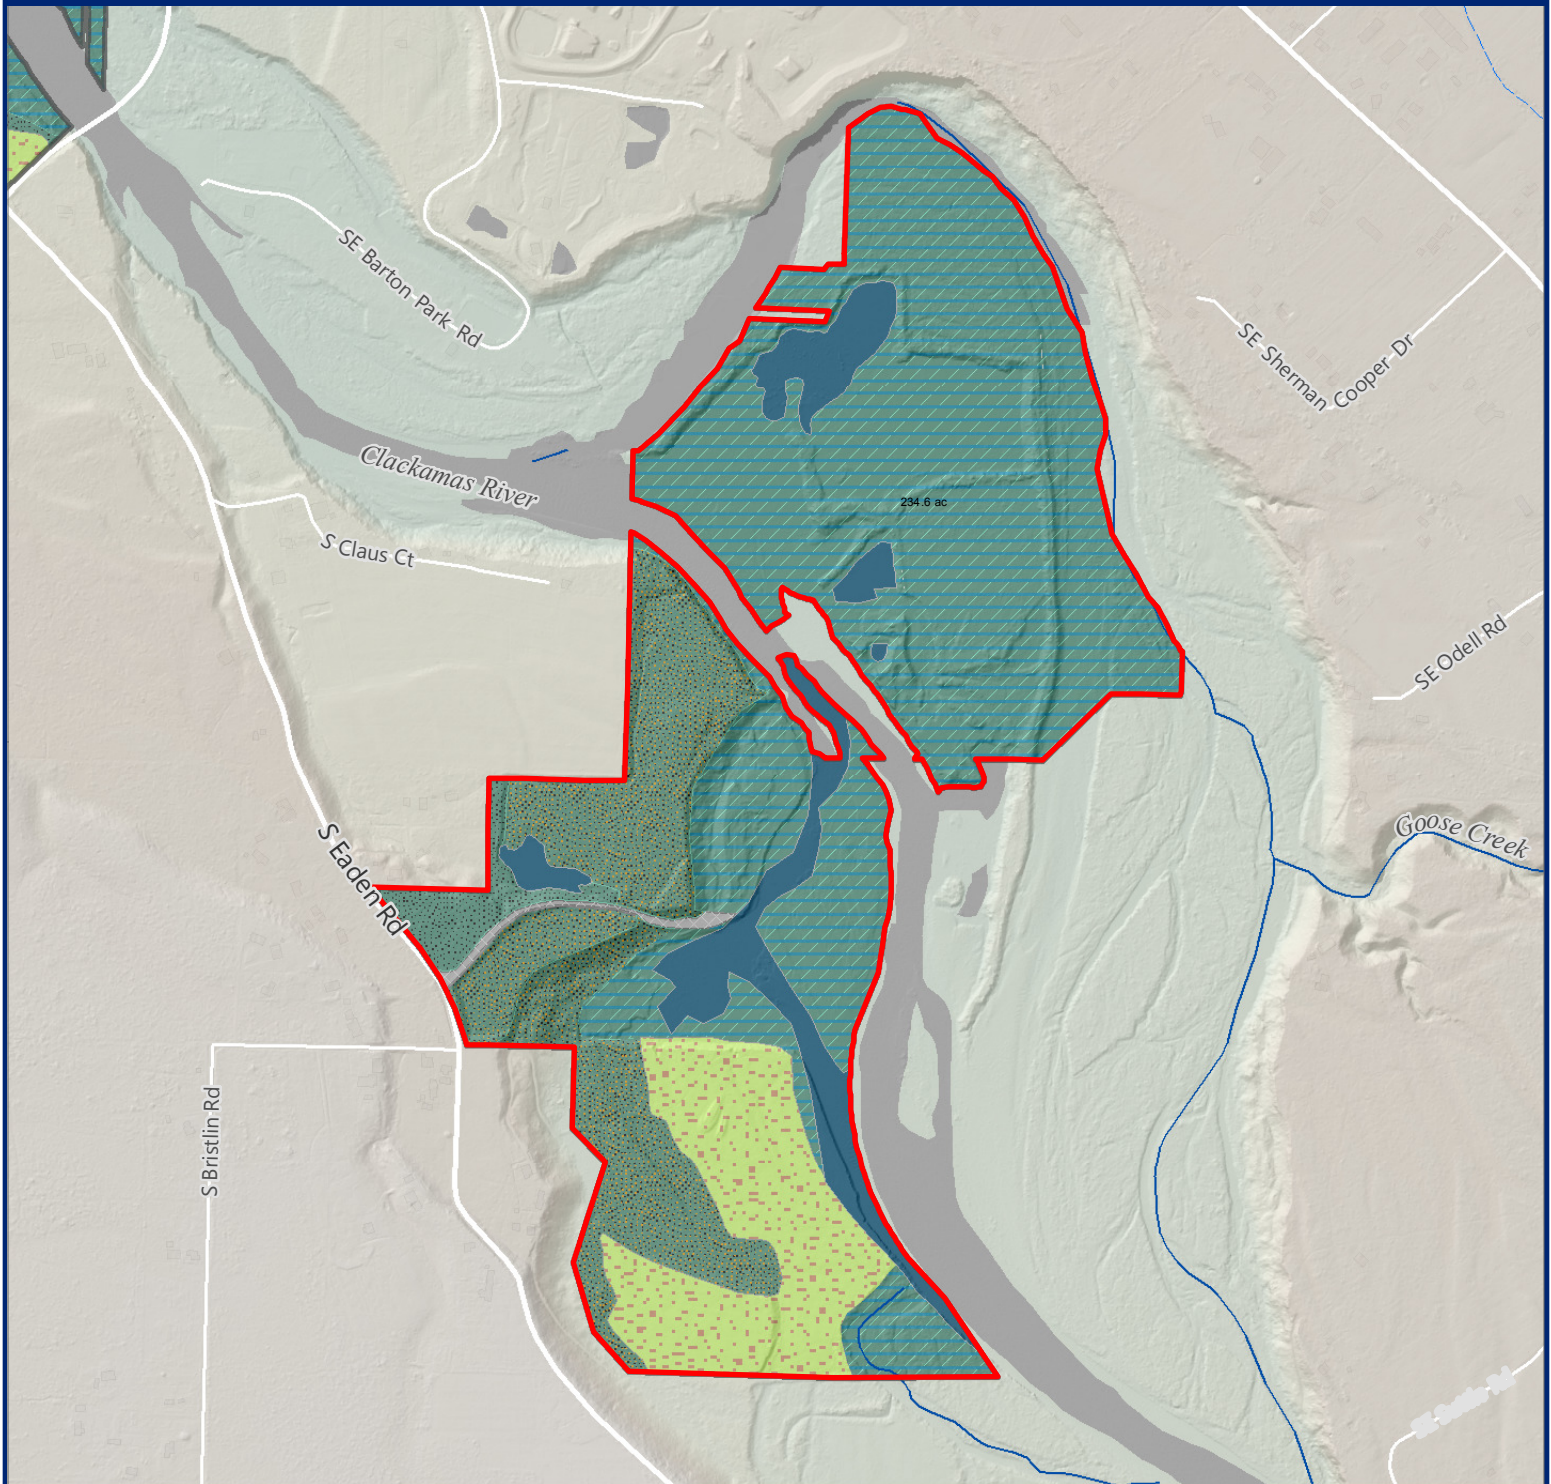 SE Barton Park Rd
SE Sherman
Cooper Dr
Clackamas River
234.6 ac
S Claus Ct
SE Odell Rd
Goose Creek
S Eaden Rd
S Bristlin Rd